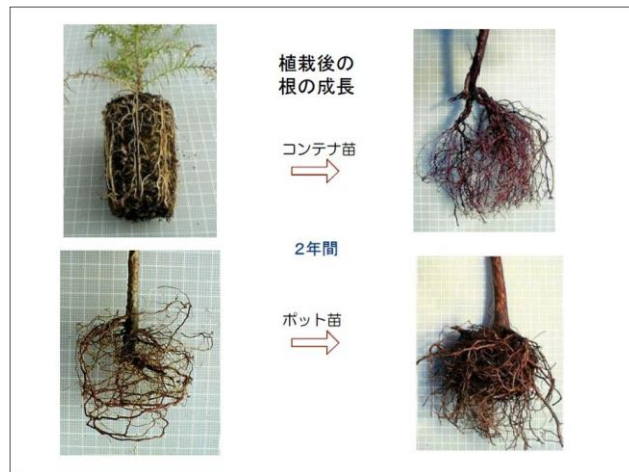 植栽後の
根の成長
コンテナ苗
2年間
ポット苗